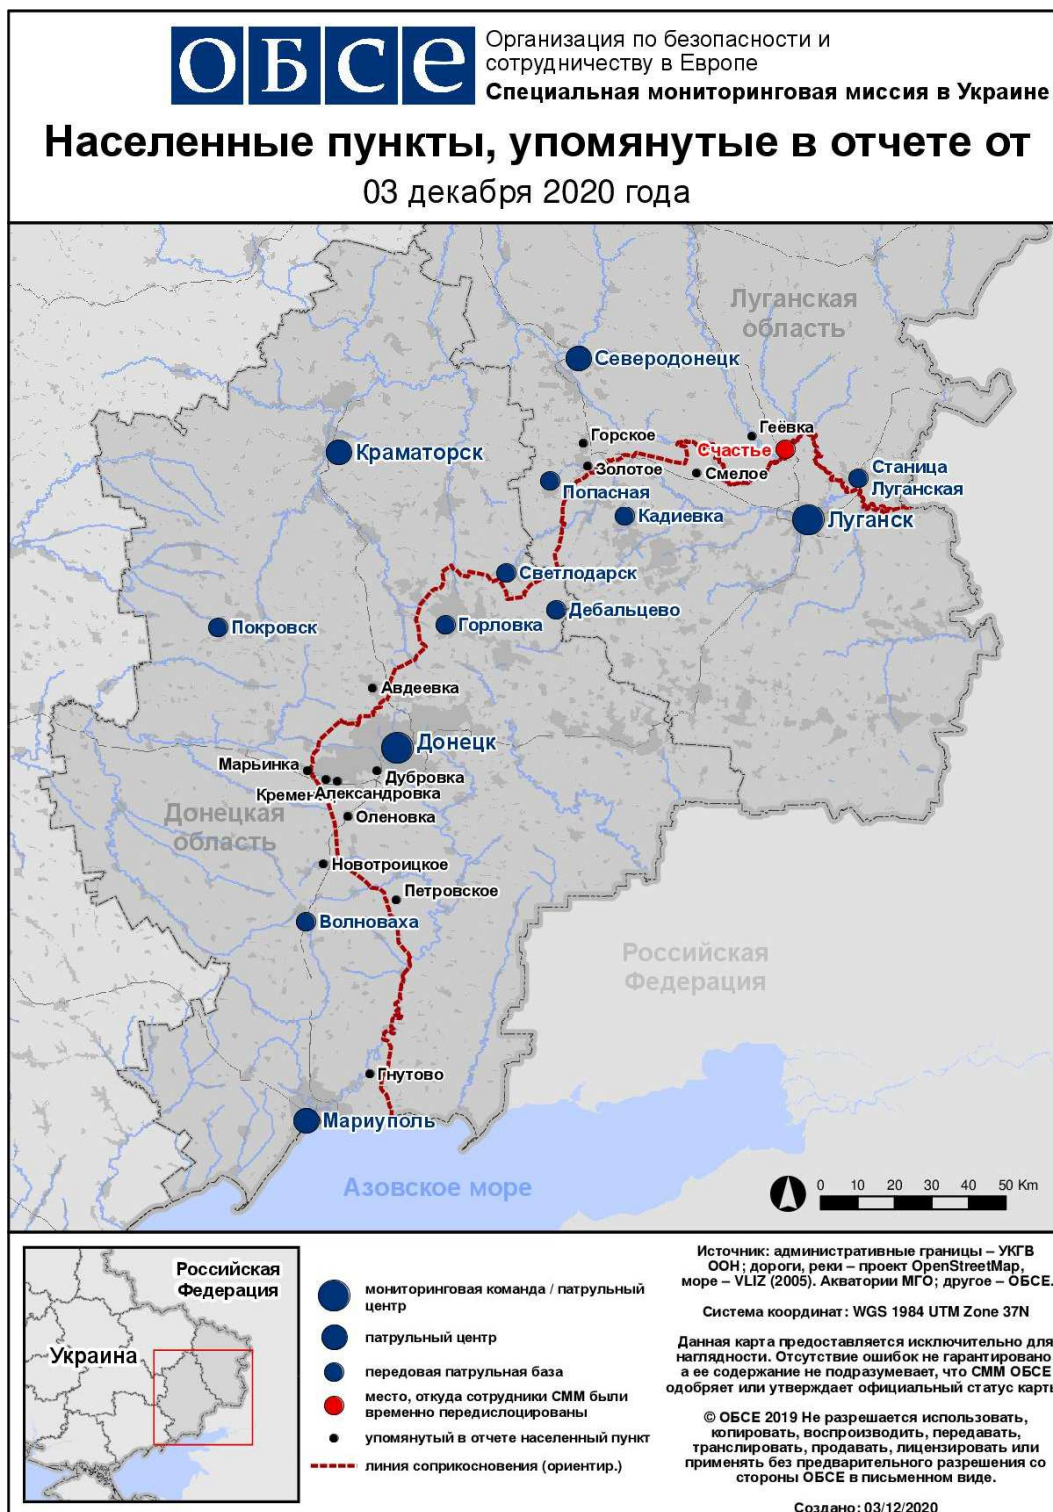 ОБСЕ
Организация по безопасности и
сотрудничеству в Европе
Специальная мониторинговая миссия в Украине
Населенные пункты, упомянутые в отчете от
03 декабря 2020 года
Луганская
область
Северодонецк
Геёвка
Горское
Счастье
Краматорск
Золотое
Смелое
Станица
Луганская
Попасная
Кадиевка
Луганск
Светлодарск
Дебальцево
Покровск
Горловка
Авдеевка
Донецк
Марьинка
Дубровка
Александровка
Донецкая
область
Оленовка
Новотроицкое
Петровское
Волноваха
Российская
Федерация
Гнутово
Мариуполь
Азовское море
0 10 20 30 40 50 Km
Российская
Федерация
Украина
мониторинговая команда / патрульный
центр
патрульный центр
передовая патрульная база
место, откуда сотрудники СММ были
временно передислоцированы
упомянутый в отчете населенный пункт
линия соприкосновения (ориентир.)
Источник: административные границы – УКГВ
ООН; дороги, реки – проект OpenStreetMap,
море – VLIZ (2005). Акватории МГО; другое – ОБСЕ.
Система координат: WGS 1984 UTM Zone 37N
Данная карта предоставляется исключительно для
наглядности. Отсутствие ошибок не гарантировано
а ее содержание не подразумевает, что СММ ОБСЕ
одобряет или утверждает официальный статус
© ОБСЕ 2019 Не разрешается использовать,
копировать, воспроизводить, передавать,
транслировать, продавать, лицензировать или
применять без предварительного разрешения со
стороны ОБСЕ в письменном виде.
Создано: 03/12/2020